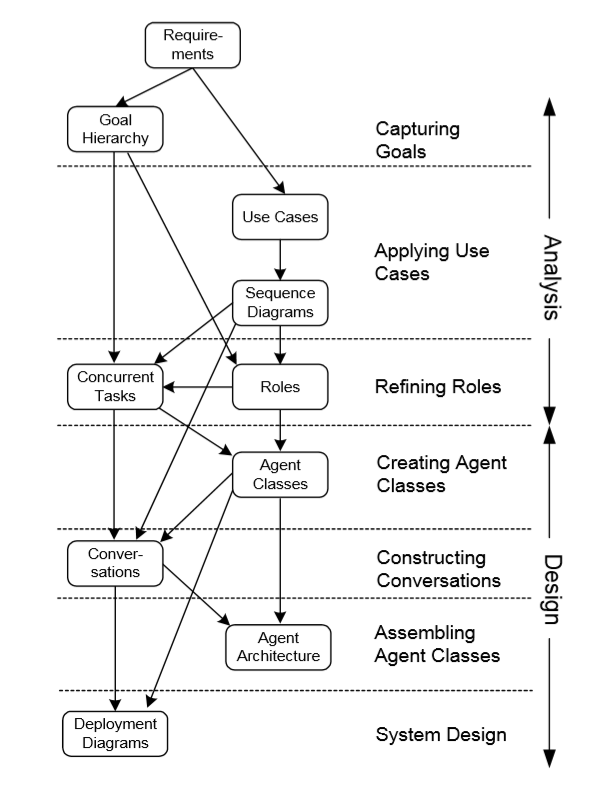 Require-
ments
Goal
Hierarchy
Capturing
Goals
Use Cases
Applying Use
Cases
Sequence
Diagrams
Analysis
Concurrent
Tasks
Roles
Refining Roles
Agent
Classes
Creating Agent
Classes
Conver-
sations
Constructing
Conversations
Design
Agent
Architecture
Assembling
Agent Classes
Deployment
Diagrams
System Design